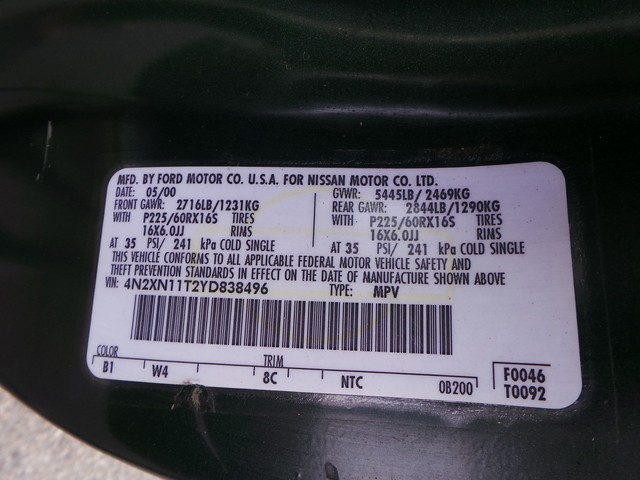 MFD. BY FORD MOTOR CO. U.S.A. FOR NISSAN MOTOR CO. LTD.
DATE: 05/00 GVWR: 5445LB/ 2469KG
FRONT GAWR: 2716LB/1231KG REAR GAWR: 2844LB/1290KG
WITH P225/60RX16S TIRES WITH P225/60RX16S TIRES
16X6.0JJ RIMS 16X6.0JJ RIMS
AT 35 PSI/ 241 kPa COLD SINGLE AT 35 PSI/ 241 kPa COLD SINGLE
THIS VEHICLE CONFORMS TO ALL APPLICABLE FEDERAL MOTOR VEHICLE SAFETY AND
THEFT PREVENTION STANDARDS IN EFFECT ON THE DATE OF MANUFACTURE SHOWN ABOVE
VIN: 4N2XN11T2YD838496 TYPE: MPV
COLOR TRIM
B1 W4 8C NTC 0B200 F0046
T0092